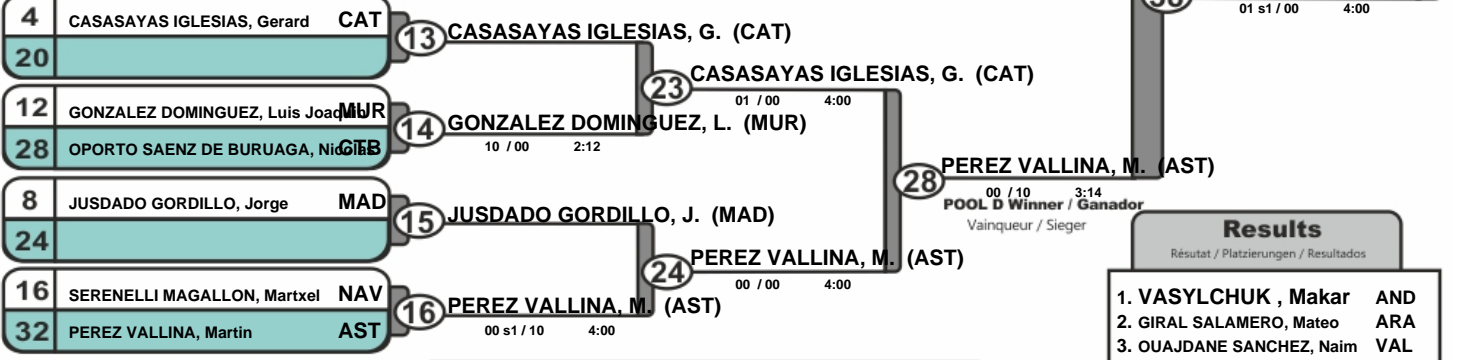 38
01 s1 / 00 4:00
4 CASASAYAS IGLESIAS, Gerard CAT
20
13 CASASAYAS IGLESIAS, G. (CAT)
23 CASASAYAS IGLESIAS, G. (CAT)
01 / 00 4:00
12 GONZALEZ DOMINGUEZ, Luis Joaquin MUR
28 OPORTO SAENZ DE BURUAGA, Nicolas CTB
14 GONZALEZ DOMINGUEZ, L. (MUR)
10 / 00 2:12
28 PEREZ VALLINA, M. (AST)
00 / 10 3:14
POOL D Winner / Ganador
Vainqueur / Sieger
8 JUSDADO GORDILLO, Jorge MAD
24
15 JUSDADO GORDILLO, J. (MAD)
24 PEREZ VALLINA, M. (AST)
00 / 00 4:00
16 SERENELLI MAGALLON, Martxel NAV
32 PEREZ VALLINA, Martin AST
16 PEREZ VALLINA, M. (AST)
00 s1 / 10 4:00
Results
Résutat / Platzierungen / Resultados
1. VASYLCHUK , Makar AND
2. GIRAL SALAMERO, Mateo ARA
3. OUAJDANE SANCHEZ, Naim VAL